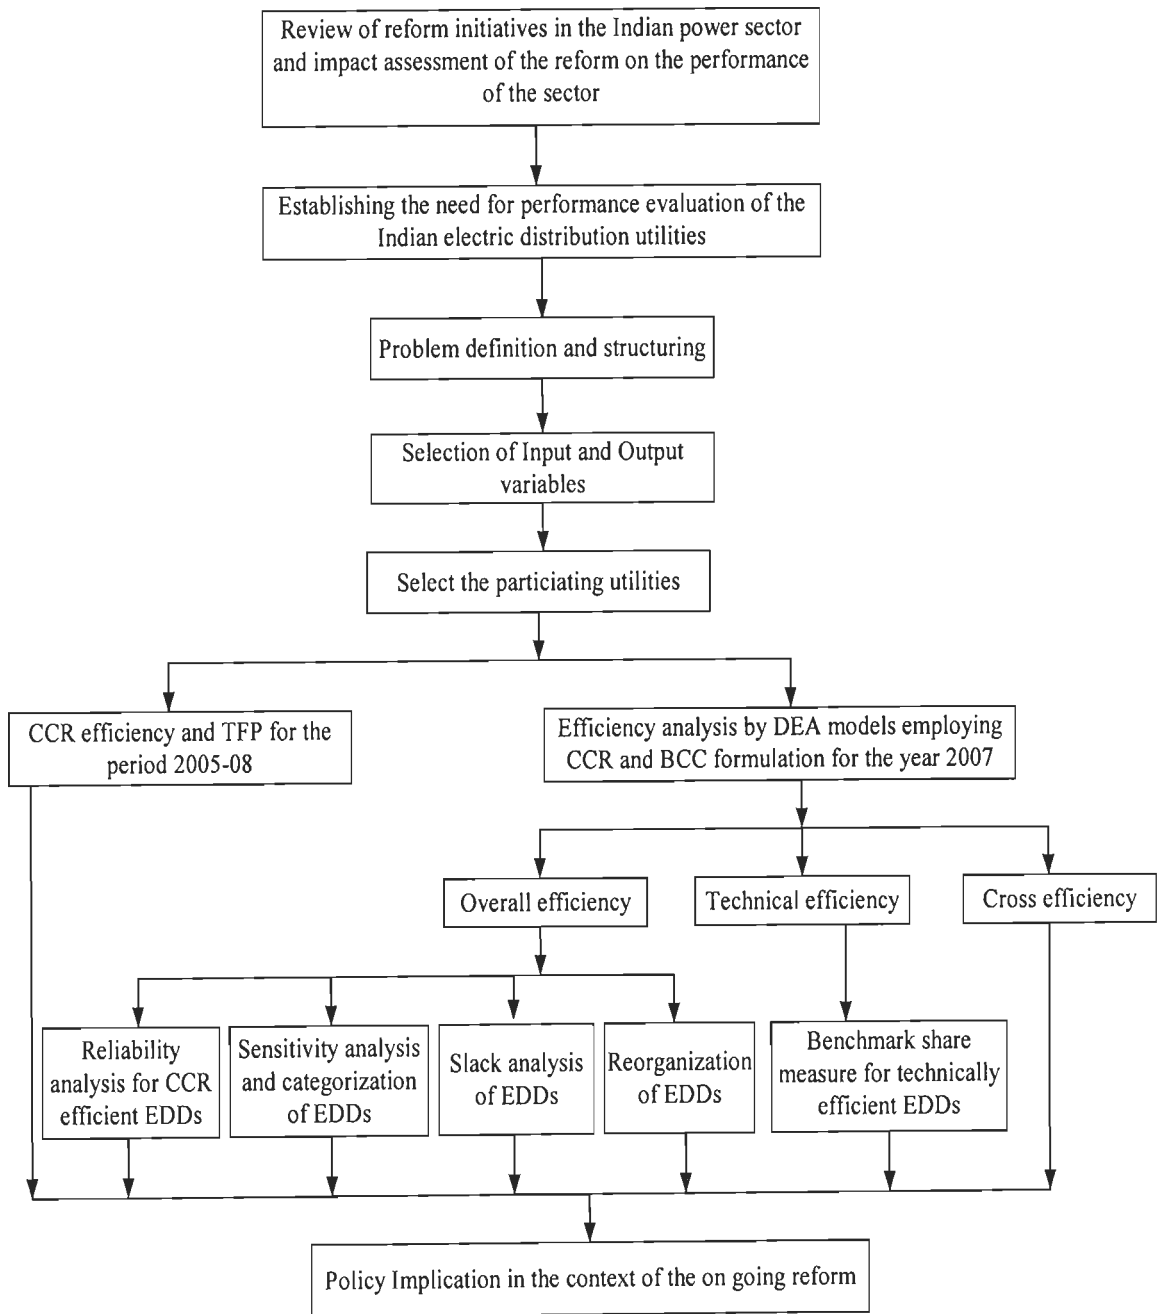 Review of reform initiatives in the Indian power sector
and impact assessment of the reform on the performance
of the sector
Establishing the need for performance evaluation of the
Indian electric distribution utilities
Problem definition and structuring
Selection of Input and Output
variables
Select the particiating utilities
CCR efficiency and TFP for the
period 2005-08
Efficiency analysis by DEA models employing
CCR and BCC formulation for the year 2007
Overall efficiency
Technical efficiency
Cross efficiency
Reliability
analysis for CCR
efficient EDDs
Sensitivity analysis
and categorization
of EDDs
Slack analysis
of EDDs
Reorganization
of EDDs
Benchmark share
measure for technically
efficient EDDs
Policy Implication in the context of the on going reform